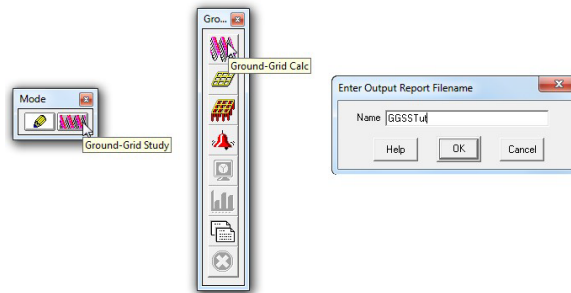 Mode
Ground-Grid Study
Gro...
Ground-Grid Calc
Enter Output Report Filename
Name GGSSTut
Help OK Cancel